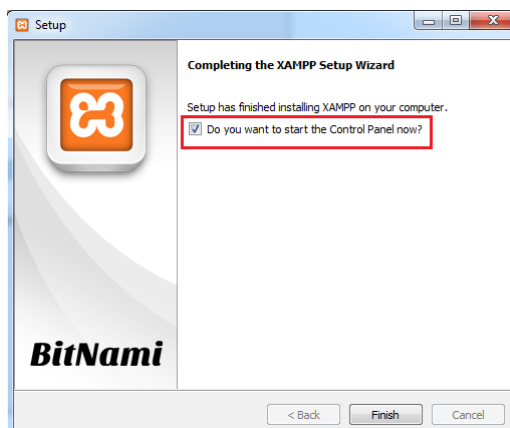 Setup
Completing the XAMPP Setup Wizard
Setup has finished installing XAMPP on your computer.
Do you want to start the Control Panel now?
BitNami
< Back
Finish
Cancel